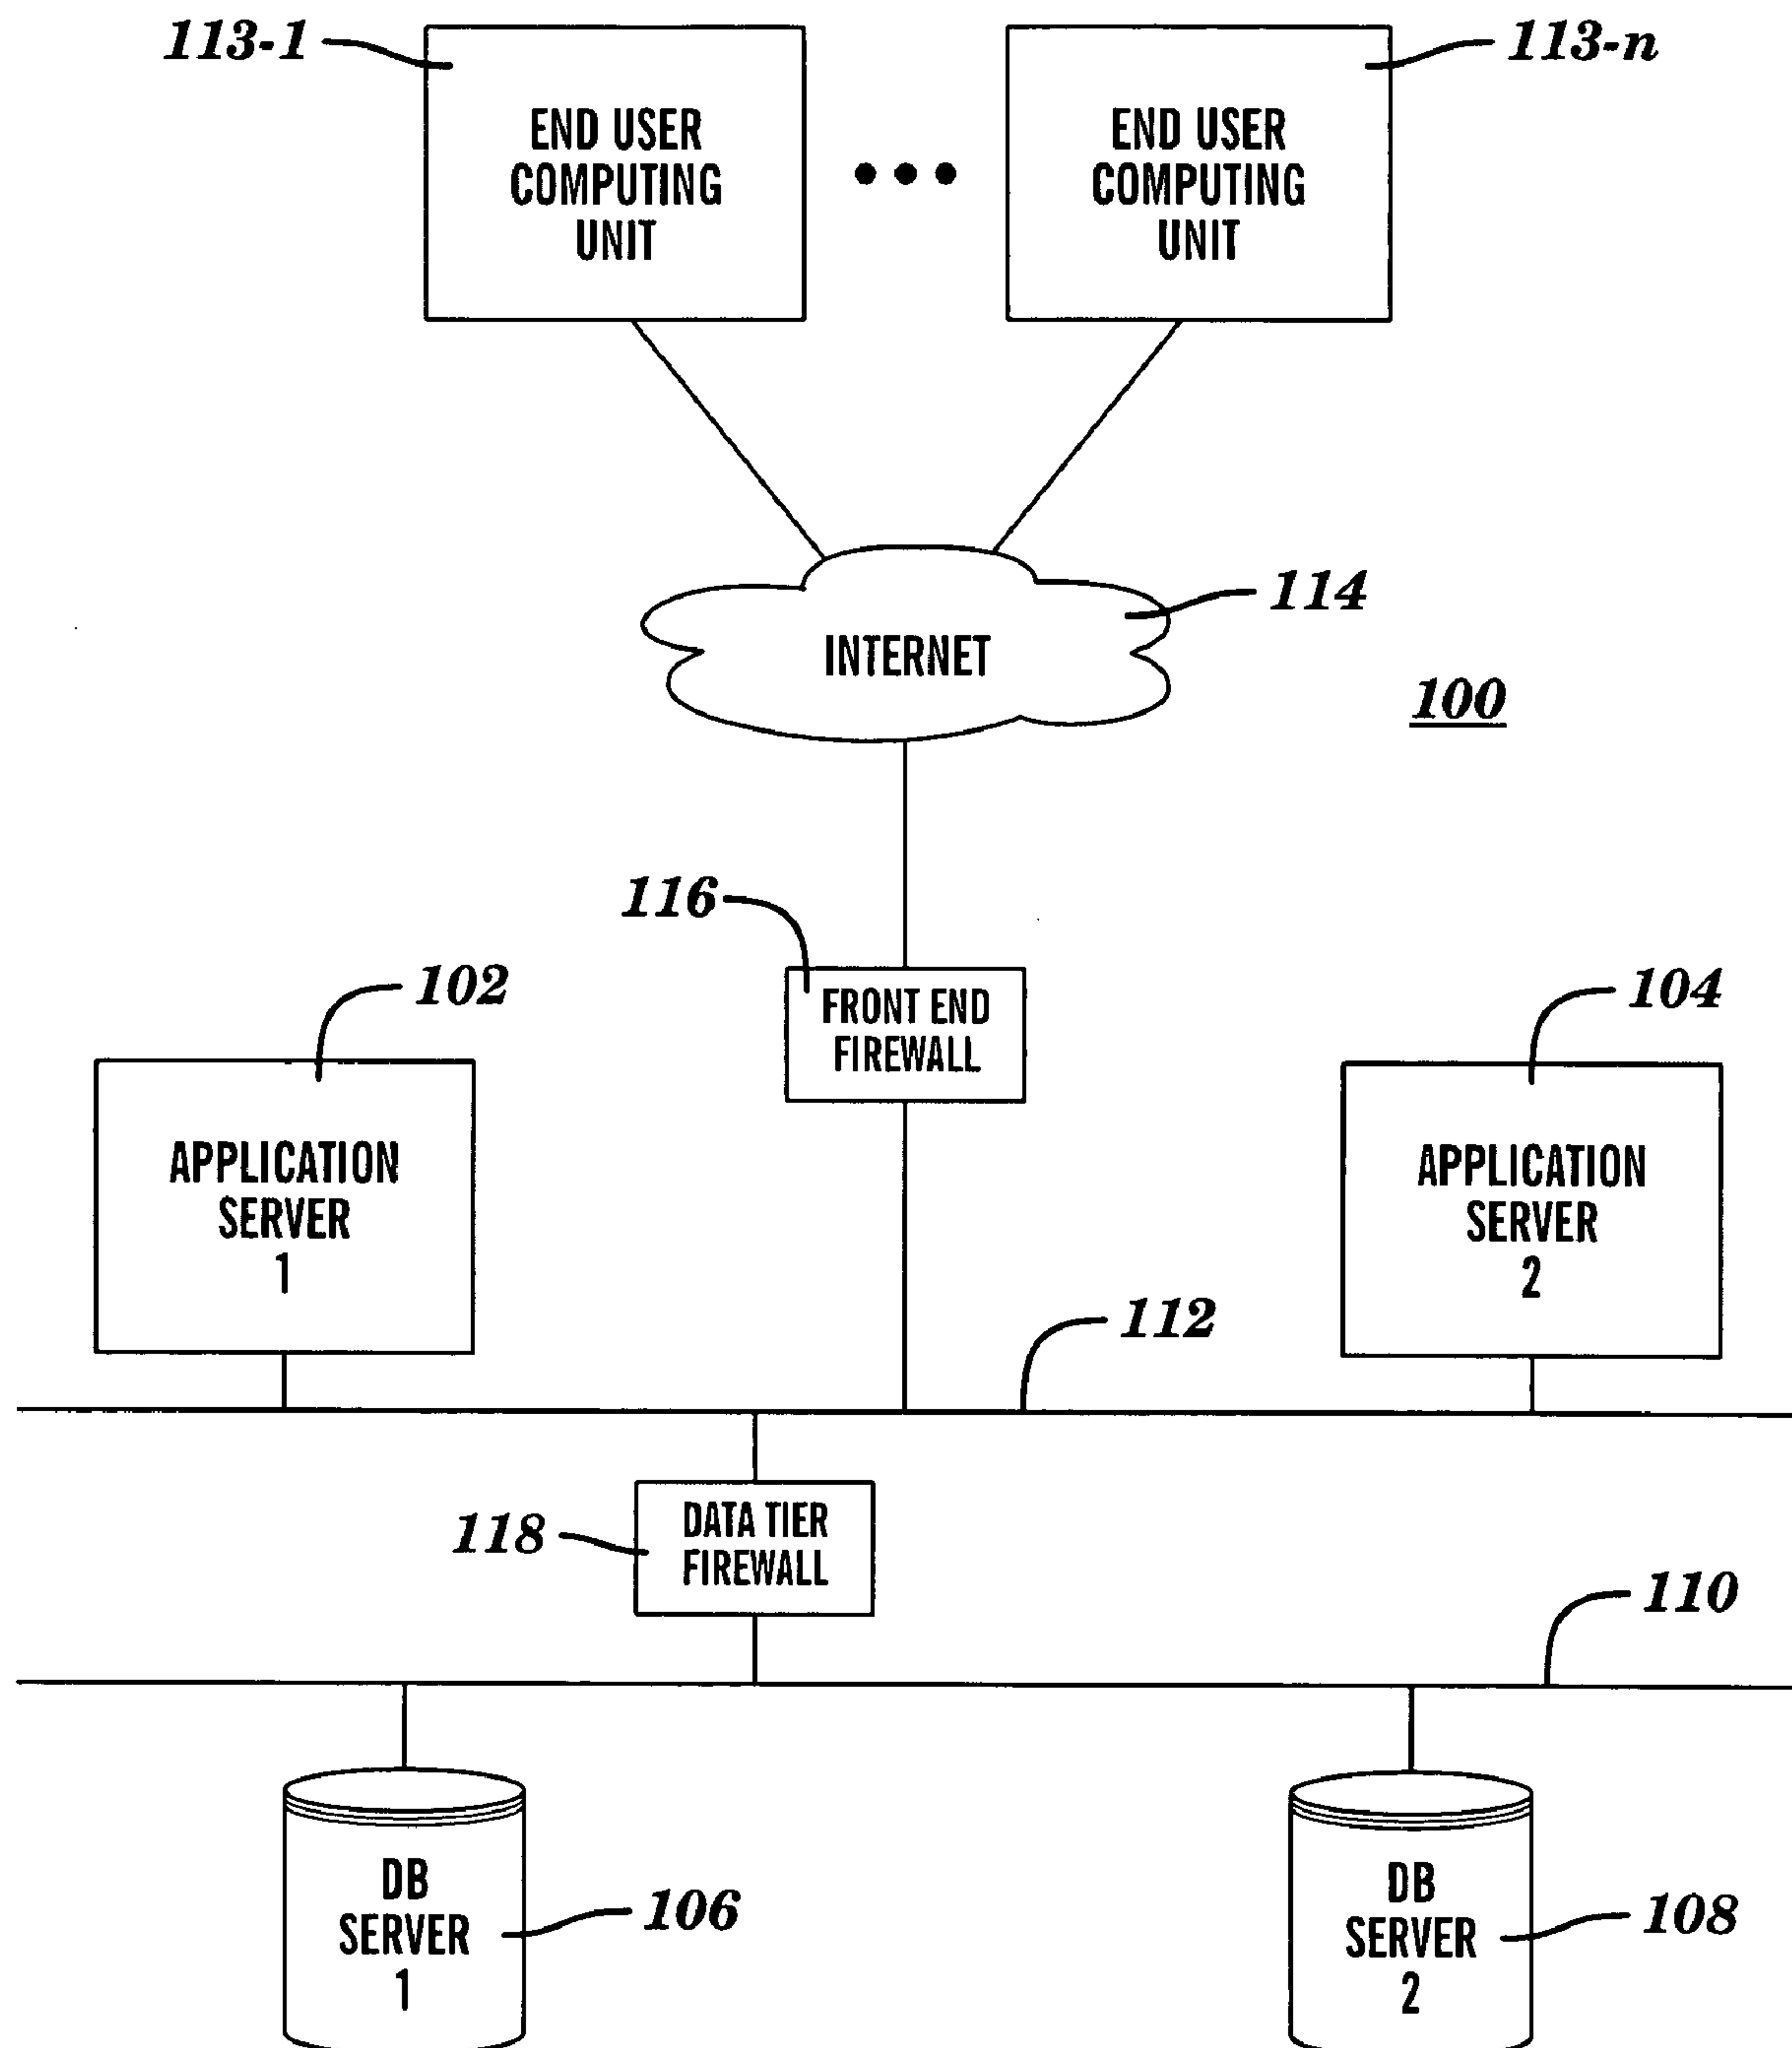 113-1
113-n
END USER
COMPUTING
UNIT
END USER
COMPUTING
UNIT
114
INTERNET
100
116
FRONT END
FIREWALL
102
104
APPLICATION
SERVER
1
APPLICATION
SERVER
2
112
118
DATA TIER
FIREWALL
110
DB
SERVER
1
106
DB
SERVER
2
108